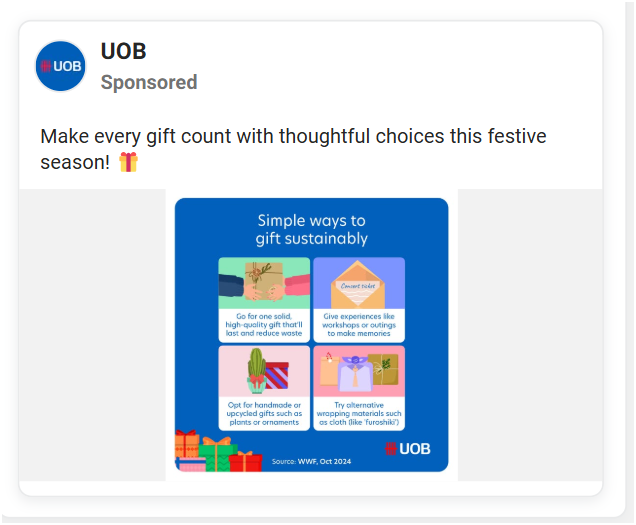 UOB
UOB
Sponsored
Make every gift count with thoughtful choices this festive
season! 🎁
Simple ways to
gift sustainably
Concert ticket
Go for one solid,
high-quality gift that'll
last and reduce waste
Give experiences like
workshops or outings
to make memories
Opt for handmade or
upcycled gifts such as
plants or ornaments
Try alternative
wrapping materials such
as cloth (like 'furoshiki')
UOB
Source: WWF, Oct 2024